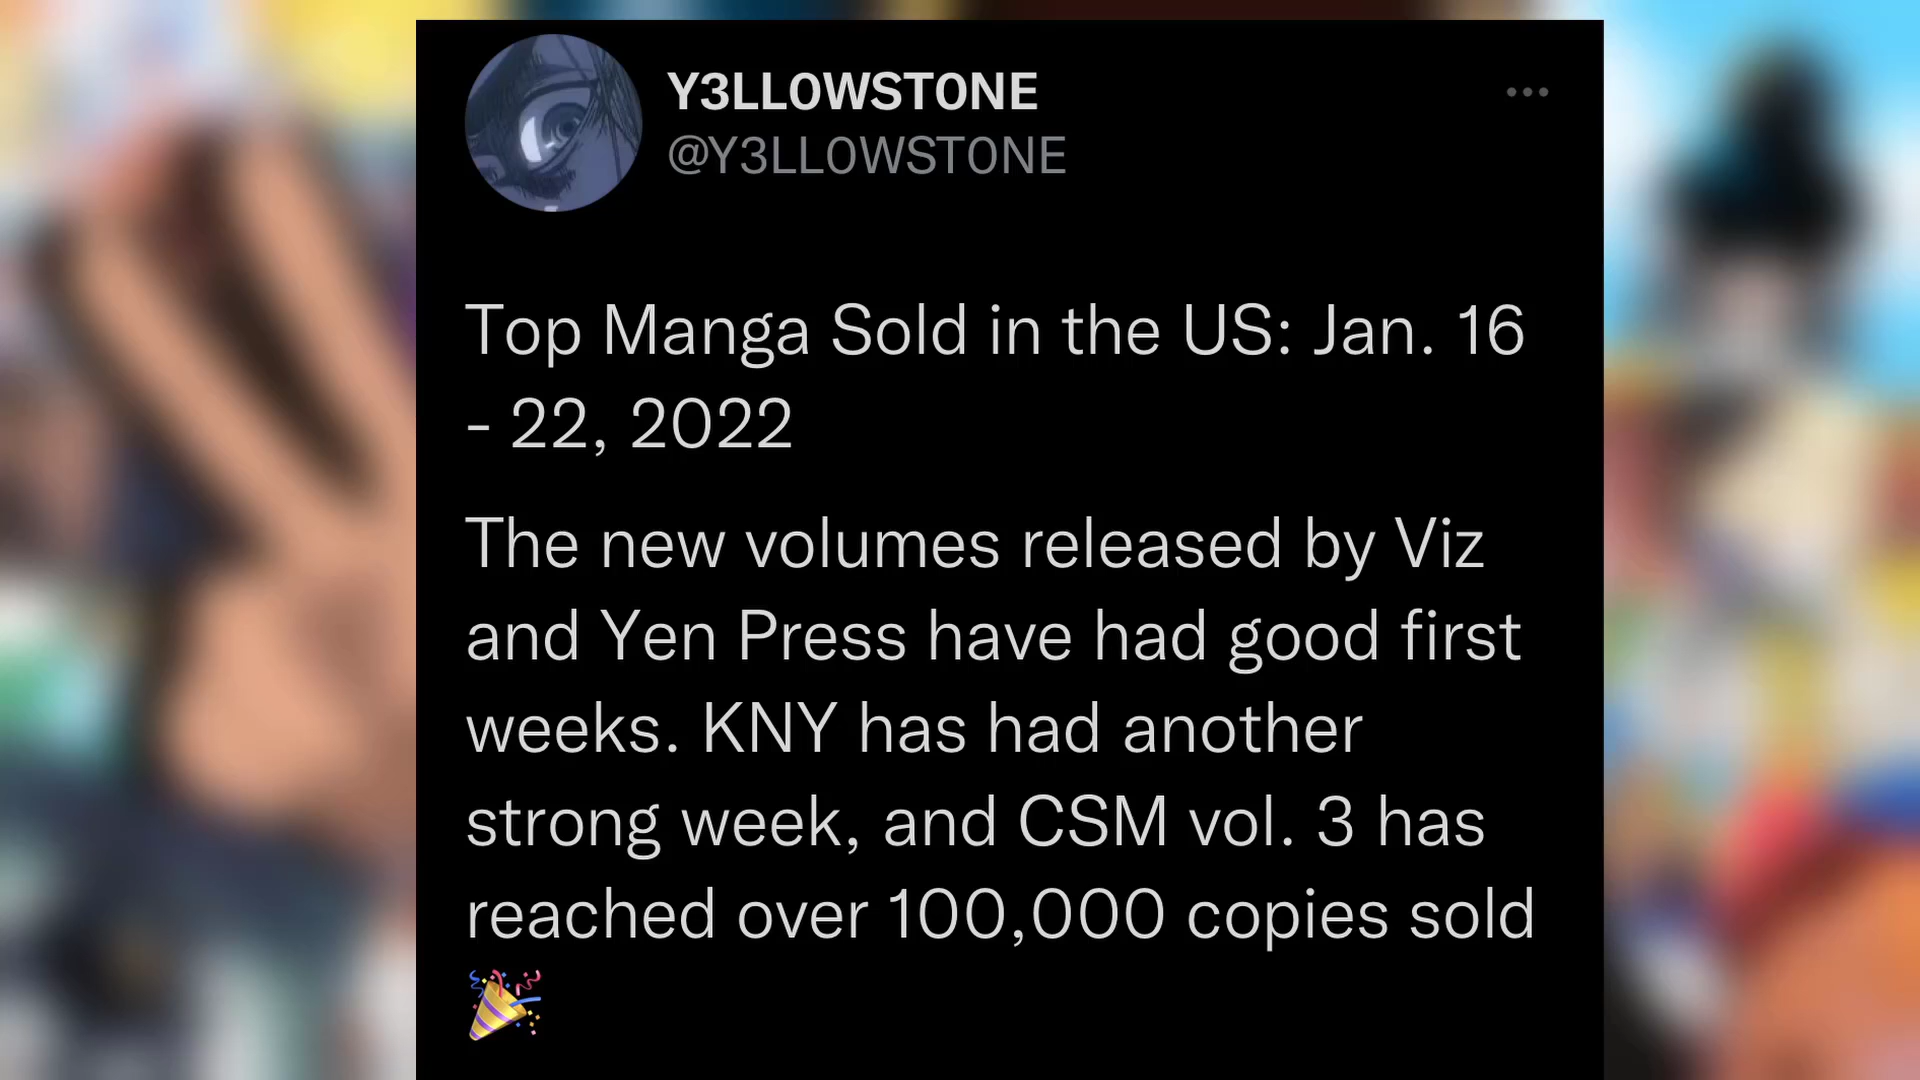 Y3LL0WST0NE
@Y3LL0WST0NE
Top Manga Sold in the US: Jan. 16
- 22, 2022
The new volumes released by Viz
and Yen Press have had good first
weeks. KNY has had another
strong week, and CSM vol. 3 has
reached over 100,000 copies sold
🎉